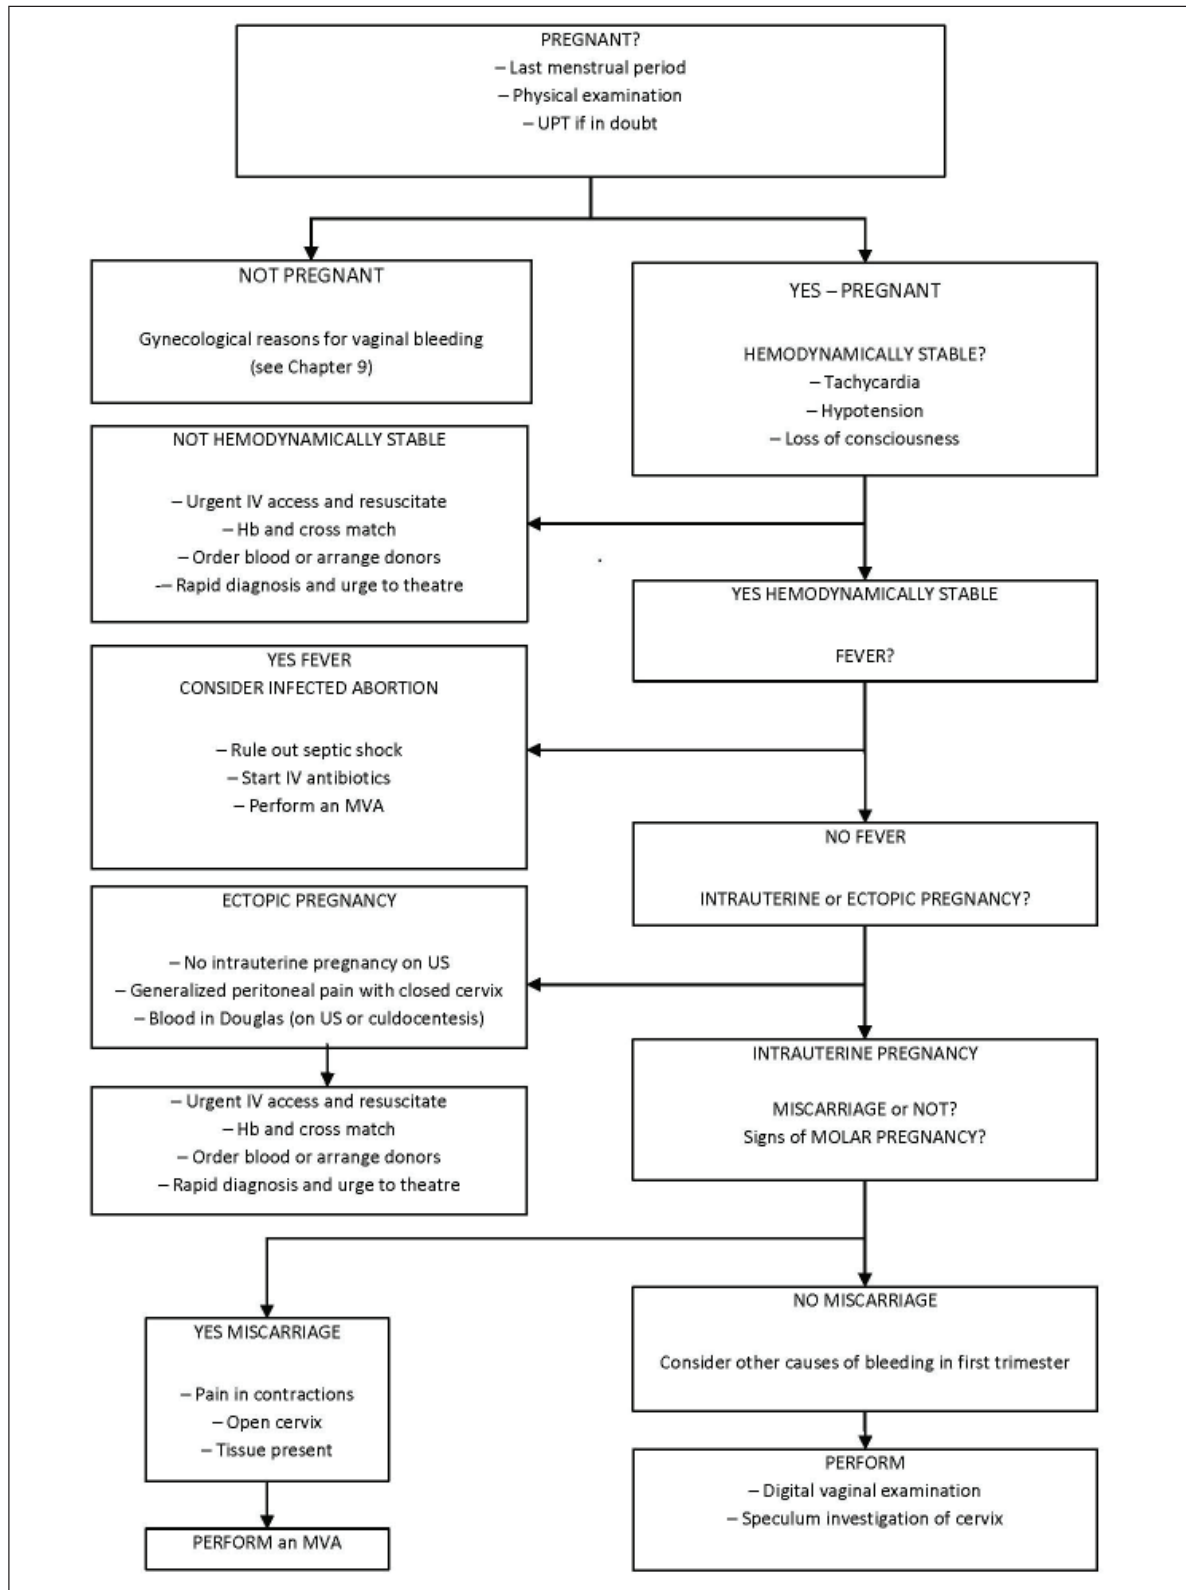 PREGNANT?
– Last menstrual period
– Physical examination
– UPT if in doubt
NOT PREGNANT
Gynecological reasons for vaginal bleeding
(see Chapter 9)
YES – PREGNANT
HEMODYNAMICALLY STABLE?
– Tachycardia
– Hypotension
– Loss of consciousness
NOT HEMODYNAMICALLY STABLE
– Urgent IV access and resuscitate
– Hb and cross match
– Order blood or arrange donors
-– Rapid diagnosis and urge to theatre
YES HEMODYNAMICALLY STABLE
FEVER?
YES FEVER
CONSIDER INFECTED ABORTION
– Rule out septic shock
– Start IV antibiotics
– Perform an MVA
NO FEVER
INTRAUTERINE or ECTOPIC PREGNANCY?
ECTOPIC PREGNANCY
– No intrauterine pregnancy on US
– Generalized peritoneal pain with closed cervix
– Blood in Douglas (on US or culdocentesis)
– Urgent IV access and resuscitate
– Hb and cross match
– Order blood or arrange donors
– Rapid diagnosis and urge to theatre
INTRAUTERINE PREGNANCY
MISCARRIAGE or NOT?
Signs of MOLAR PREGNANCY?
YES MISCARRIAGE
– Pain in contractions
– Open cervix
– Tissue present
PERFORM an MVA
NO MISCARRIAGE
Consider other causes of bleeding in first trimester
PERFORM
– Digital vaginal examination
– Speculum investigation of cervix